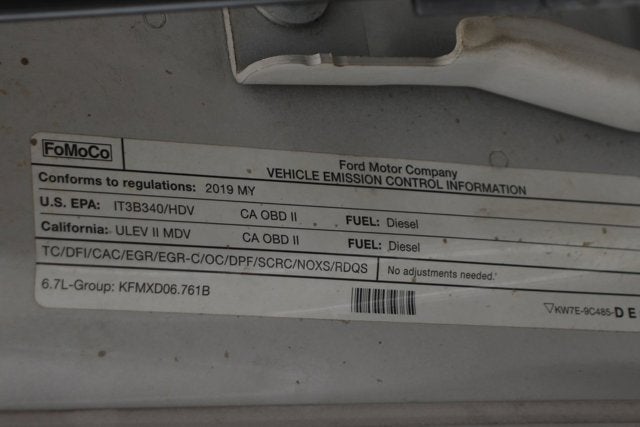 FoMoCo
Ford Motor Company
VEHICLE EMISSION CONTROL INFORMATION
Conforms to regulations: 2019 MY
U.S. EPA: IT3B340/HDV CA OBD II FUEL: Diesel
California: ULEV II MDV CA OBD II FUEL: Diesel
TC/DFI/CAC/EGR/EGR-C/OC/DPF/SCRC/NOXS/RDQS No adjustments needed.
6.7L-Group: KFMXD06.761B
KW7E-9C485-DE